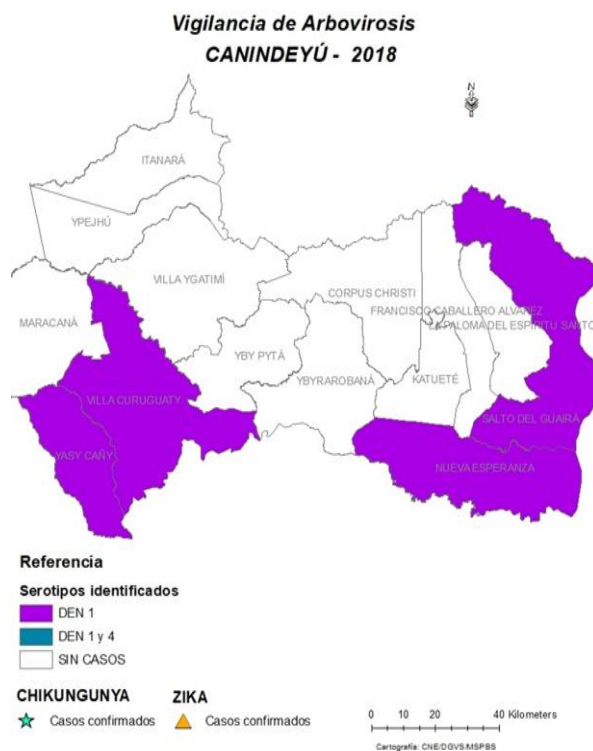 Vigilancia de Arbovirosis
CANINDEYÚ - 2018
N
ITANARÁ
YPEJHÚ
VILLA YGATIMÍ
CORPUS CHRISTI
MARACANÁ
FRANCISCO CABALLERO ALVAREZ
LA PALOMA DEL ESPÍRITU SANTO
YBY PYTÁ
YBYRAROBANÁ
KATUETÉ
VILLA CURUGUATY
SALTO DEL GUAIRÁ
YASY CAÑY
NUEVA ESPERANZA
Referencia
Serotipos identificados
DEN 1
DEN 1 y 4
SIN CASOS
CHIKUNGUNYA ZIKA
Casos confirmados Casos confirmados
0 10 20 40 Kilometers
Cartografía: CNE/DGVS-MSPBS